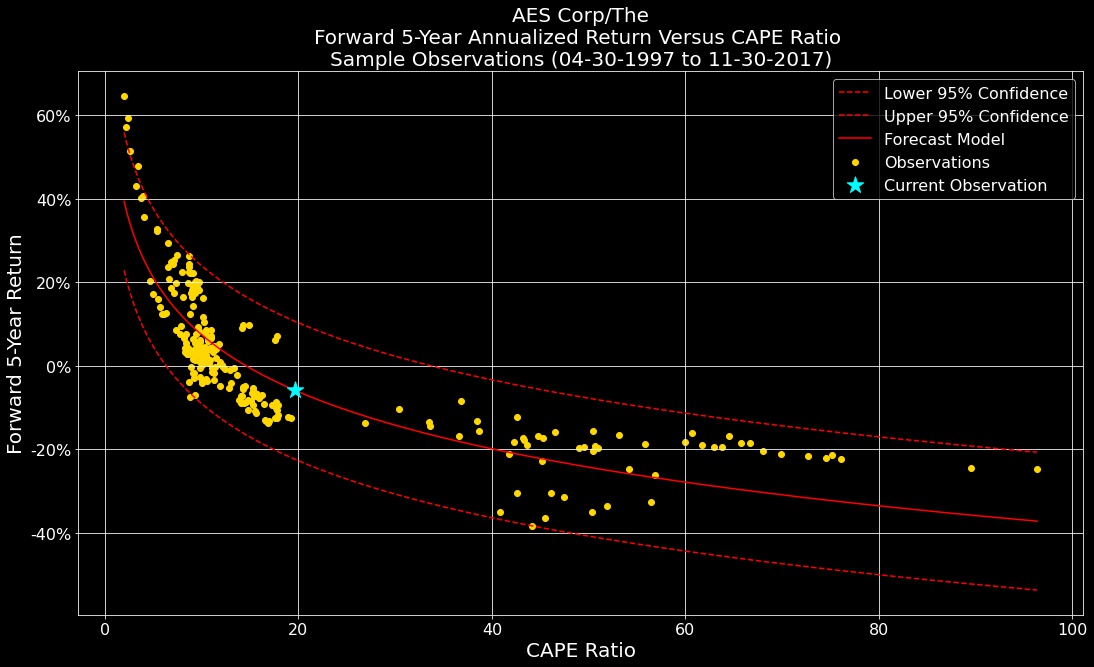 AES Corp/The
Forward 5-Year Annualized Return Versus CAPE Ratio
Sample Observations (04-30-1997 to 11-30-2017)
Lower 95% Confidence
Upper 95% Confidence
Forecast Model
Observations
Current Observation
Forward 5-Year Return
60%
40%
20%
0%
-20%
-40%
0 20 40 60 80 100
CAPE Ratio